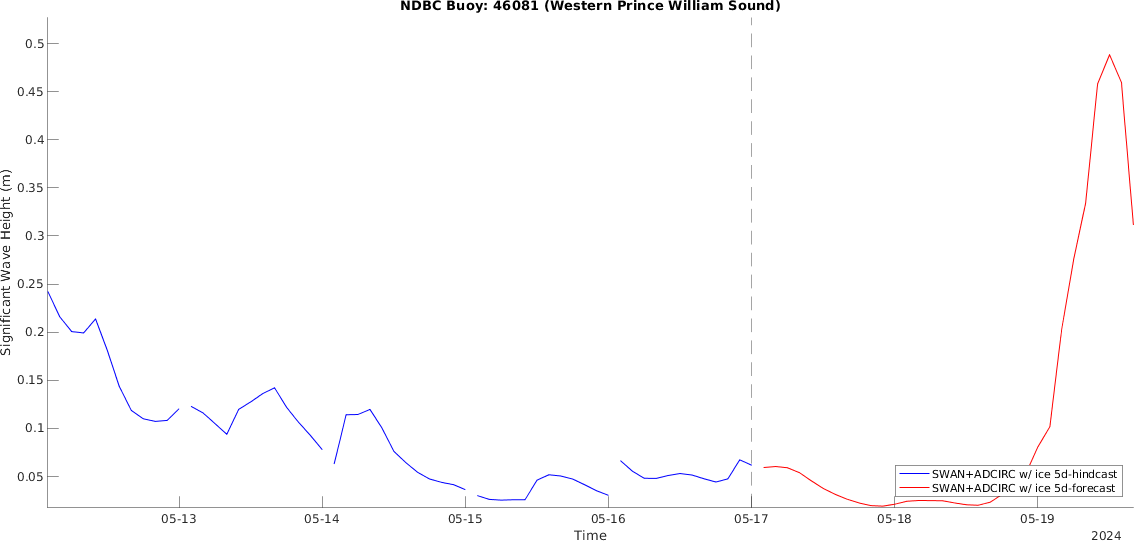 NDBC Buoy: 46081 (Western Prince William Sound)
0.5
0.45
0.4
0.35
0.3
0.25
0.2
0.15
0.1
0.05
Significant Wave Height (m)
SWAN+ADCIRC w/ ice 5d-hindcast
SWAN+ADCIRC w/ ice 5d-forecast
05-13 05-14 05-15 05-16 05-17 05-18 05-19
Time
2024